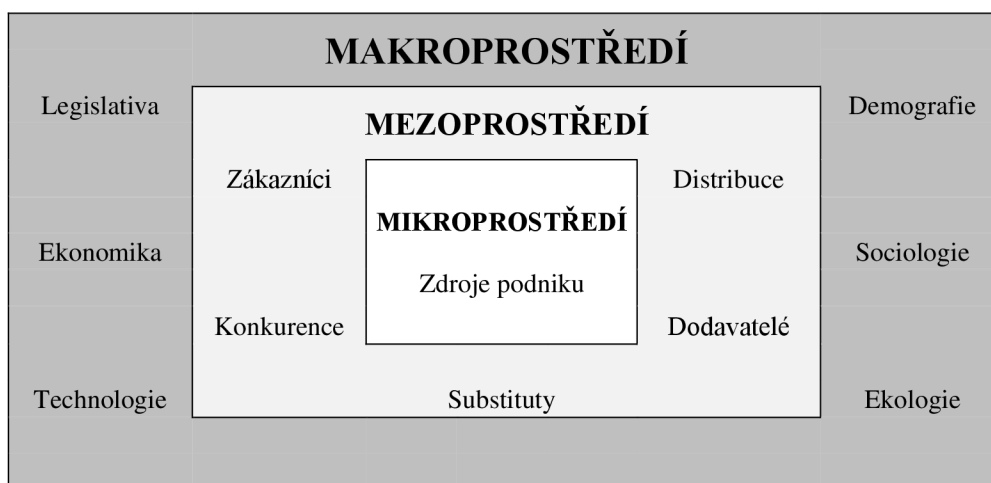 MAKROPROSTŘEDÍ
Legislativa
Demografie
MEZOPROSTŘEDÍ
Zákazníci
Distribuce
MIKROPROSTŘEDÍ
Ekonomika
Sociologie
Zdroje podniku
Konkurence
Dodavatelé
Technologie
Substituty
Ekologie